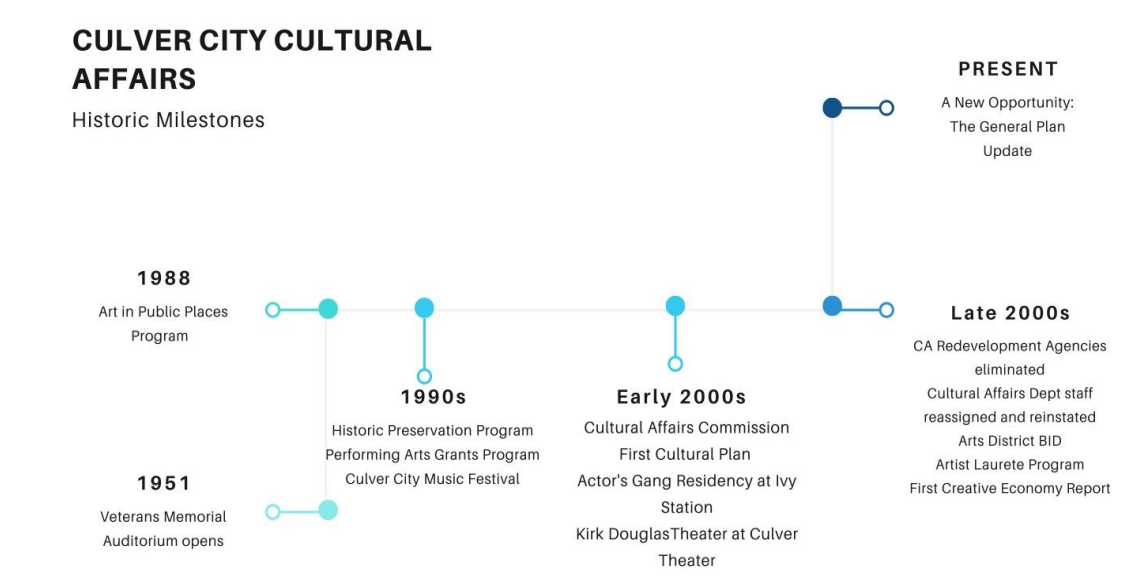 CULVER CITY CULTURAL
AFFAIRS
Historic Milestones
PRESENT
A New Opportunity:
The General Plan
Update
1988
Art in Public Places
Program
1951
Veterans Memorial
Auditorium opens
1990s
Historic Preservation Program
Performing Arts Grants Program
Culver City Music Festival
Early 2000s
Cultural Affairs Commission
First Cultural Plan
Actor's Gang Residency at Ivy
Station
Kirk DouglasTheater at Culver
Theater
Late 2000s
CA Redevelopment Agencies
eliminated
Cultural Affairs Dept staff
reassigned and reinstated
Arts District BID
Artist Laurete Program
First Creative Economy Report